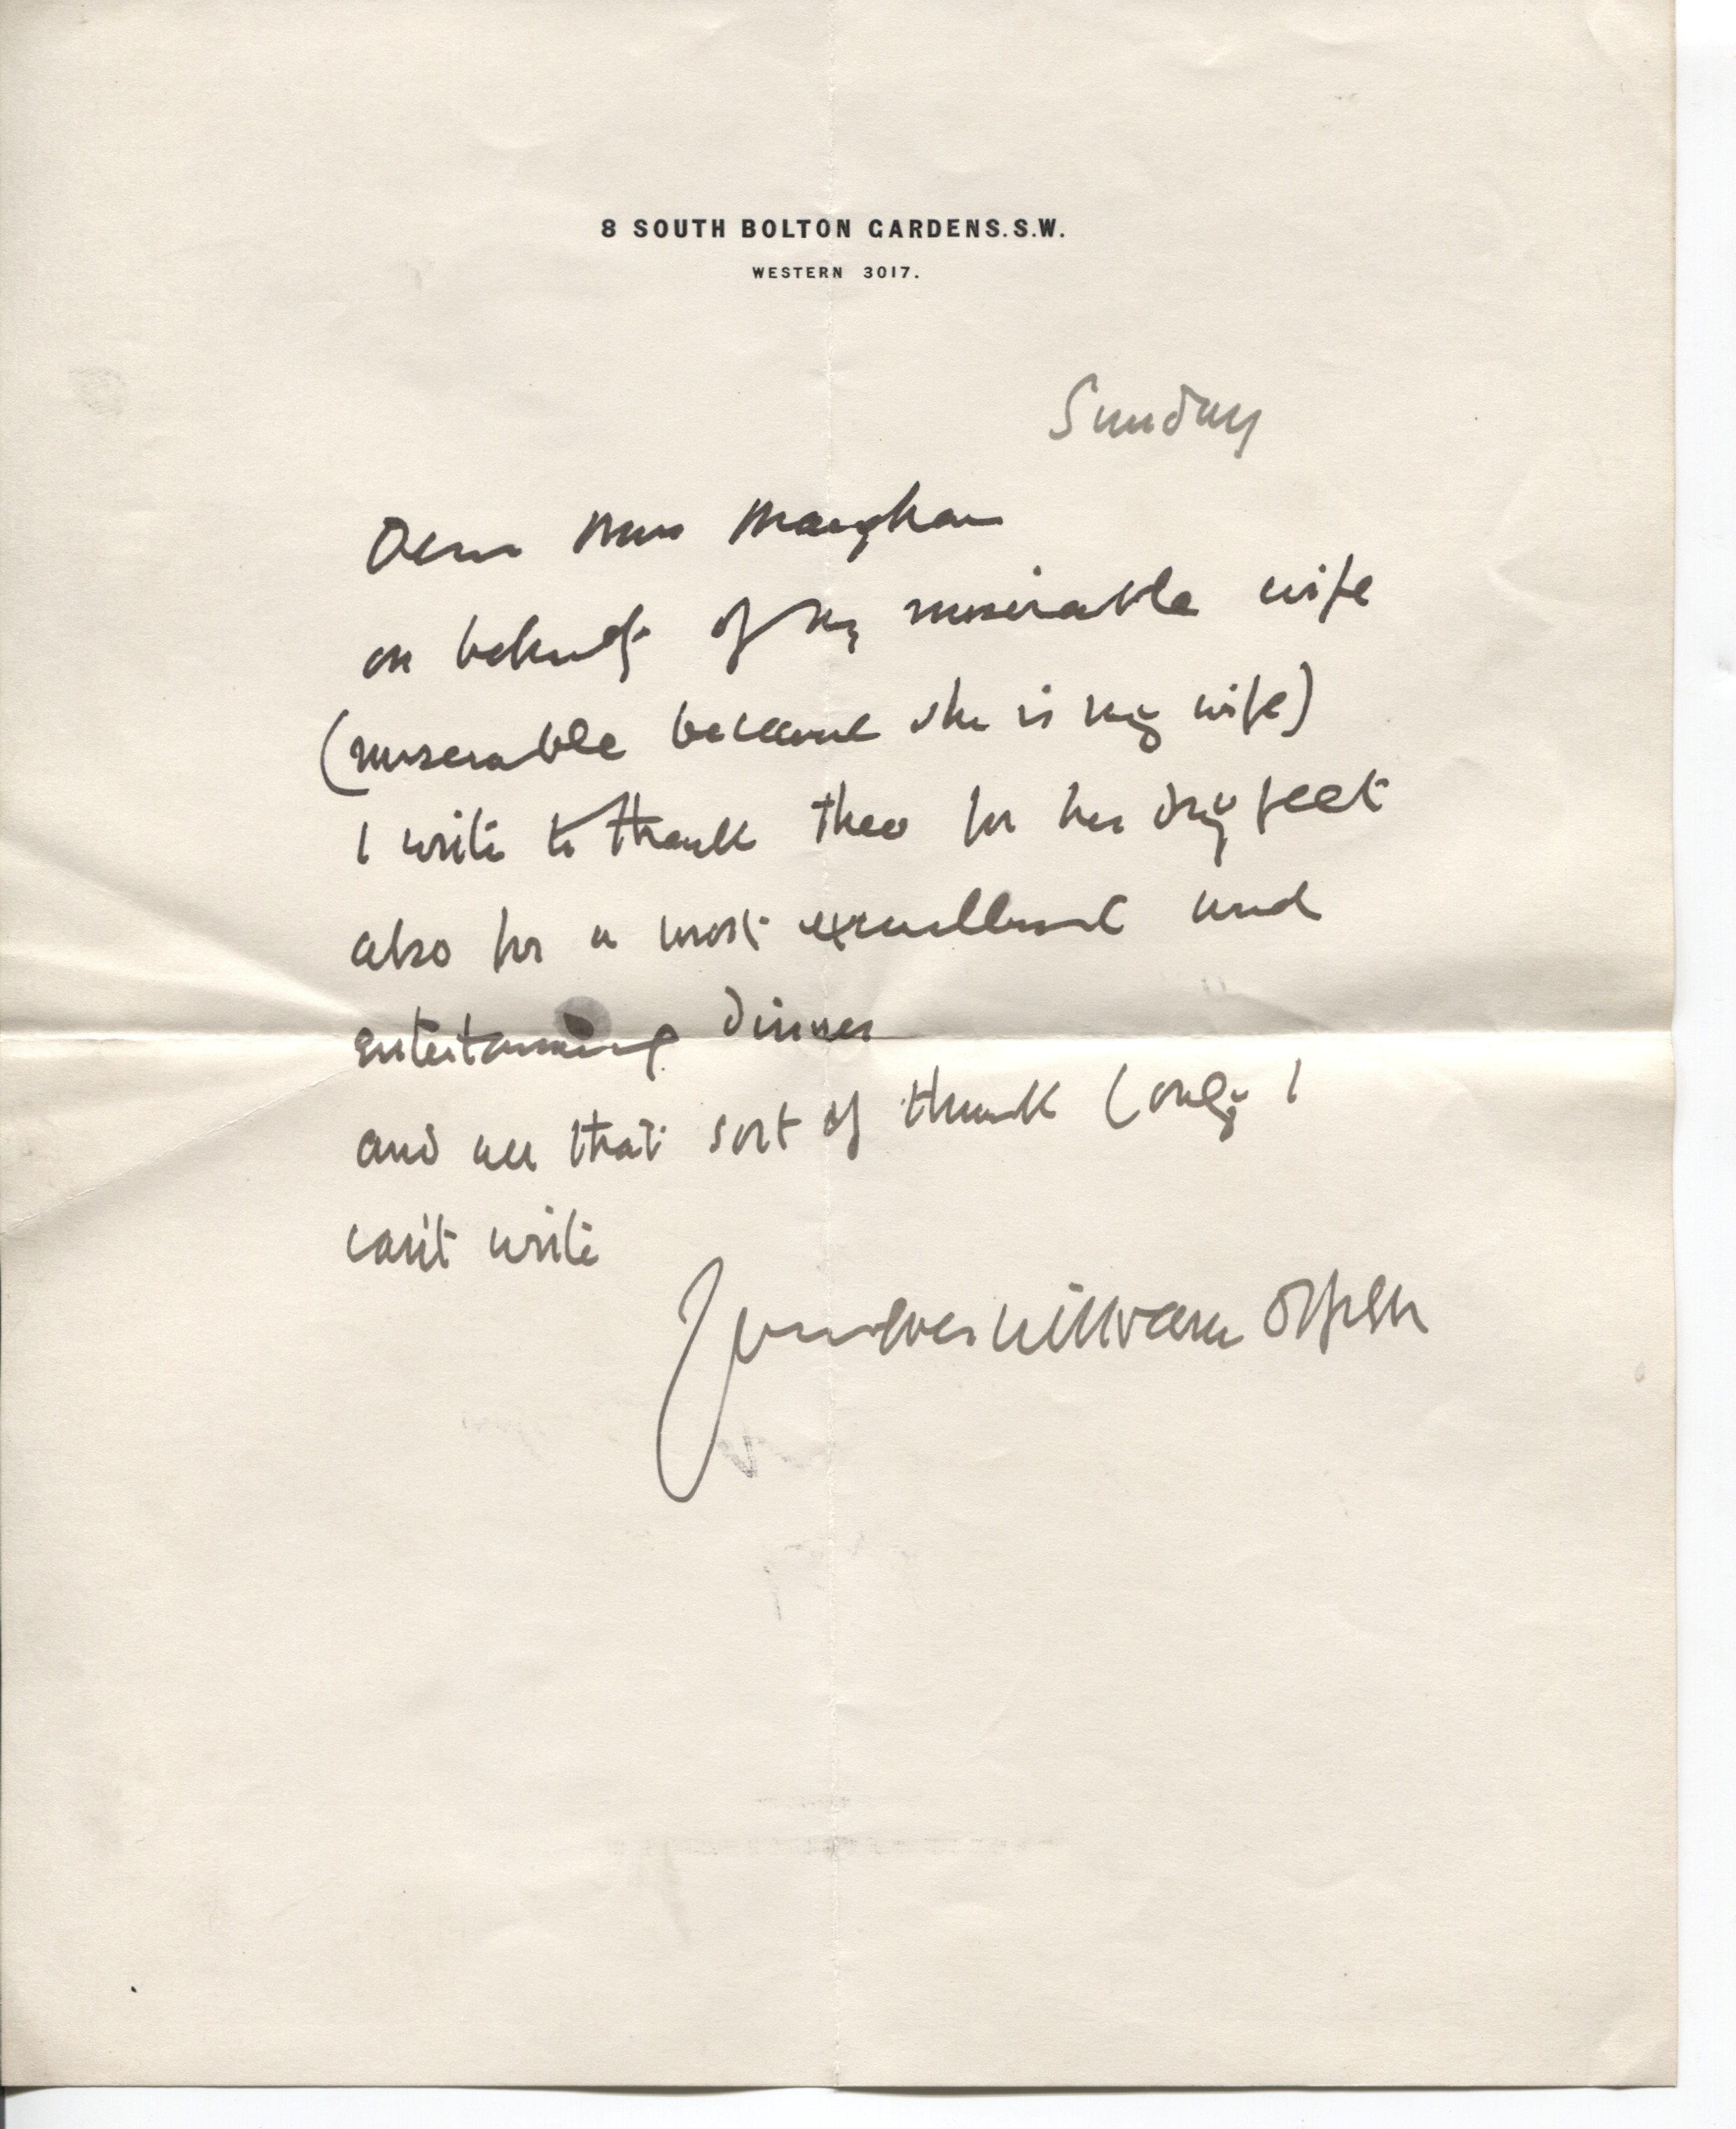 8 SOUTH BOLTON GARDENS. S.W.
WESTERN 3017.
Sunday
Dear Mrs Maugham
on behalf of my miserable wife
(miserable because she is my wife)
I write to thank thee for her dry feet
also for a most excellent and
entertaining dinner
and all that sort of thank (only I
can't write
Yours ever William Orpen